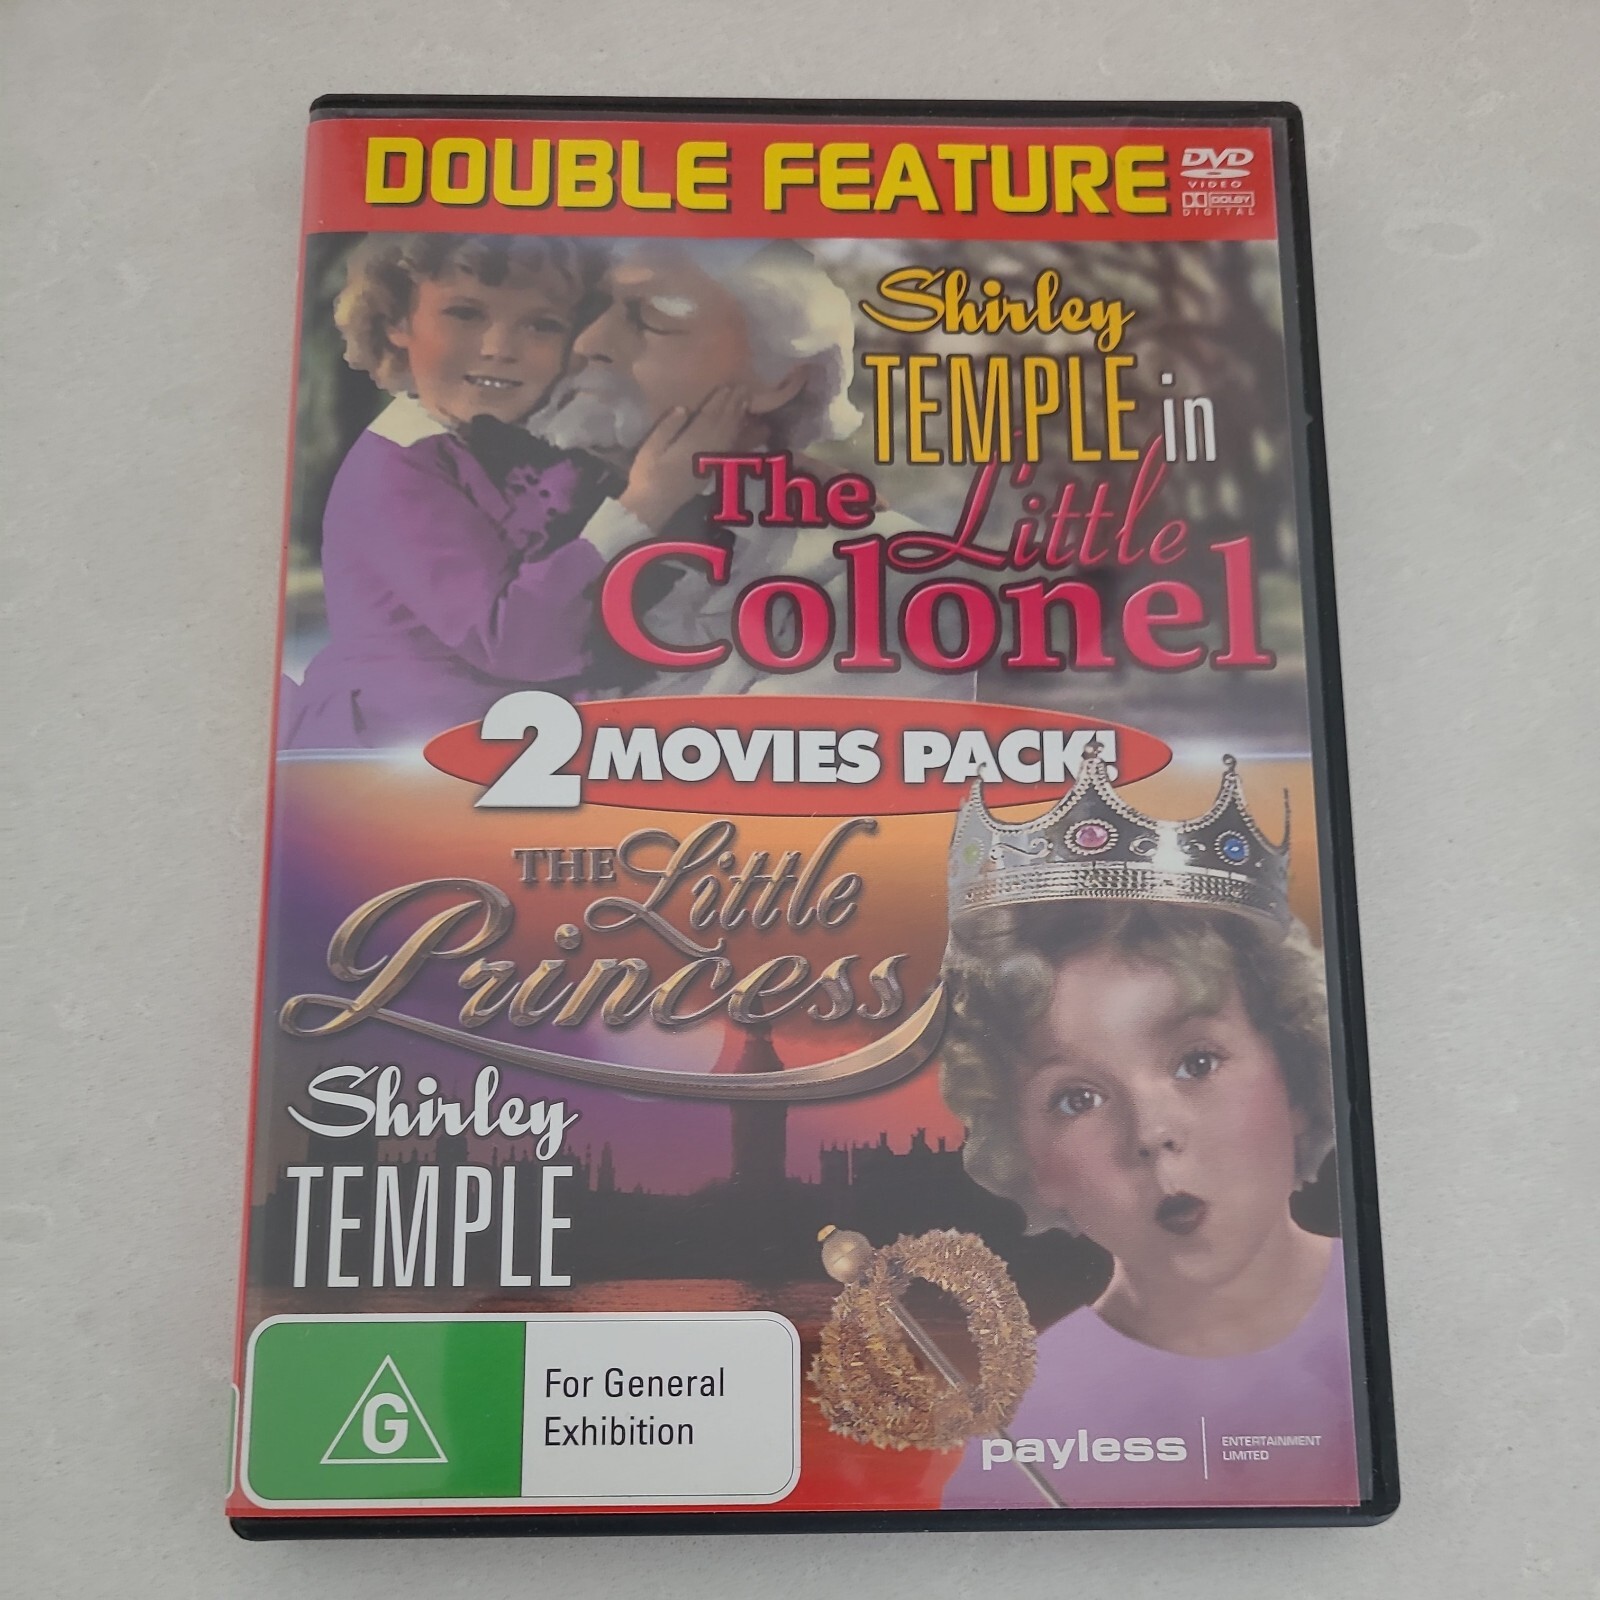 DOUBLE FEATURE
DVD
VIDEO
DOLBY
DIGITAL
Shirley
TEMPLE in
The Little
Colonel
2 MOVIES PACK!
THE Little
Princess
Shirley
TEMPLE
G
For General
Exhibition
payless
ENTERTAINMENT
LIMITED